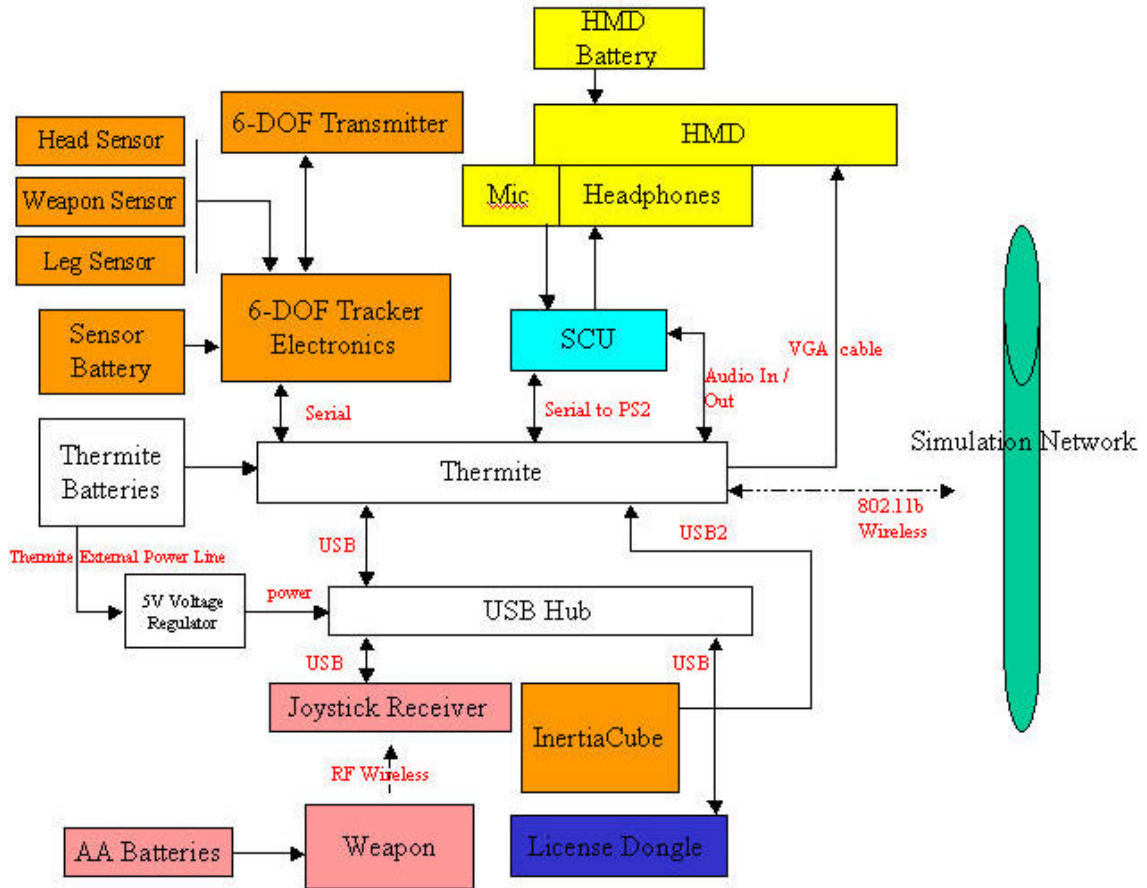 HMD
Battery
6-DOF Transmitter
HMD
Head Sensor
Mic
Headphones
Weapon Sensor
Leg Sensor
6-DOF Tracker
Electronics
Sensor
Battery
SCU
VGA cable
Audio In /
Out
Serial
Serial to PS2
Simulation Network
Thermite
Batteries
Thermite
802.11b
Wireless
USB
USB2
Thermite External Power Line
5V Voltage
Regulator
power
USB Hub
USB
USB
Joystick Receiver
InertiaCube
RF Wireless
AA Batteries
Weapon
License Dongle